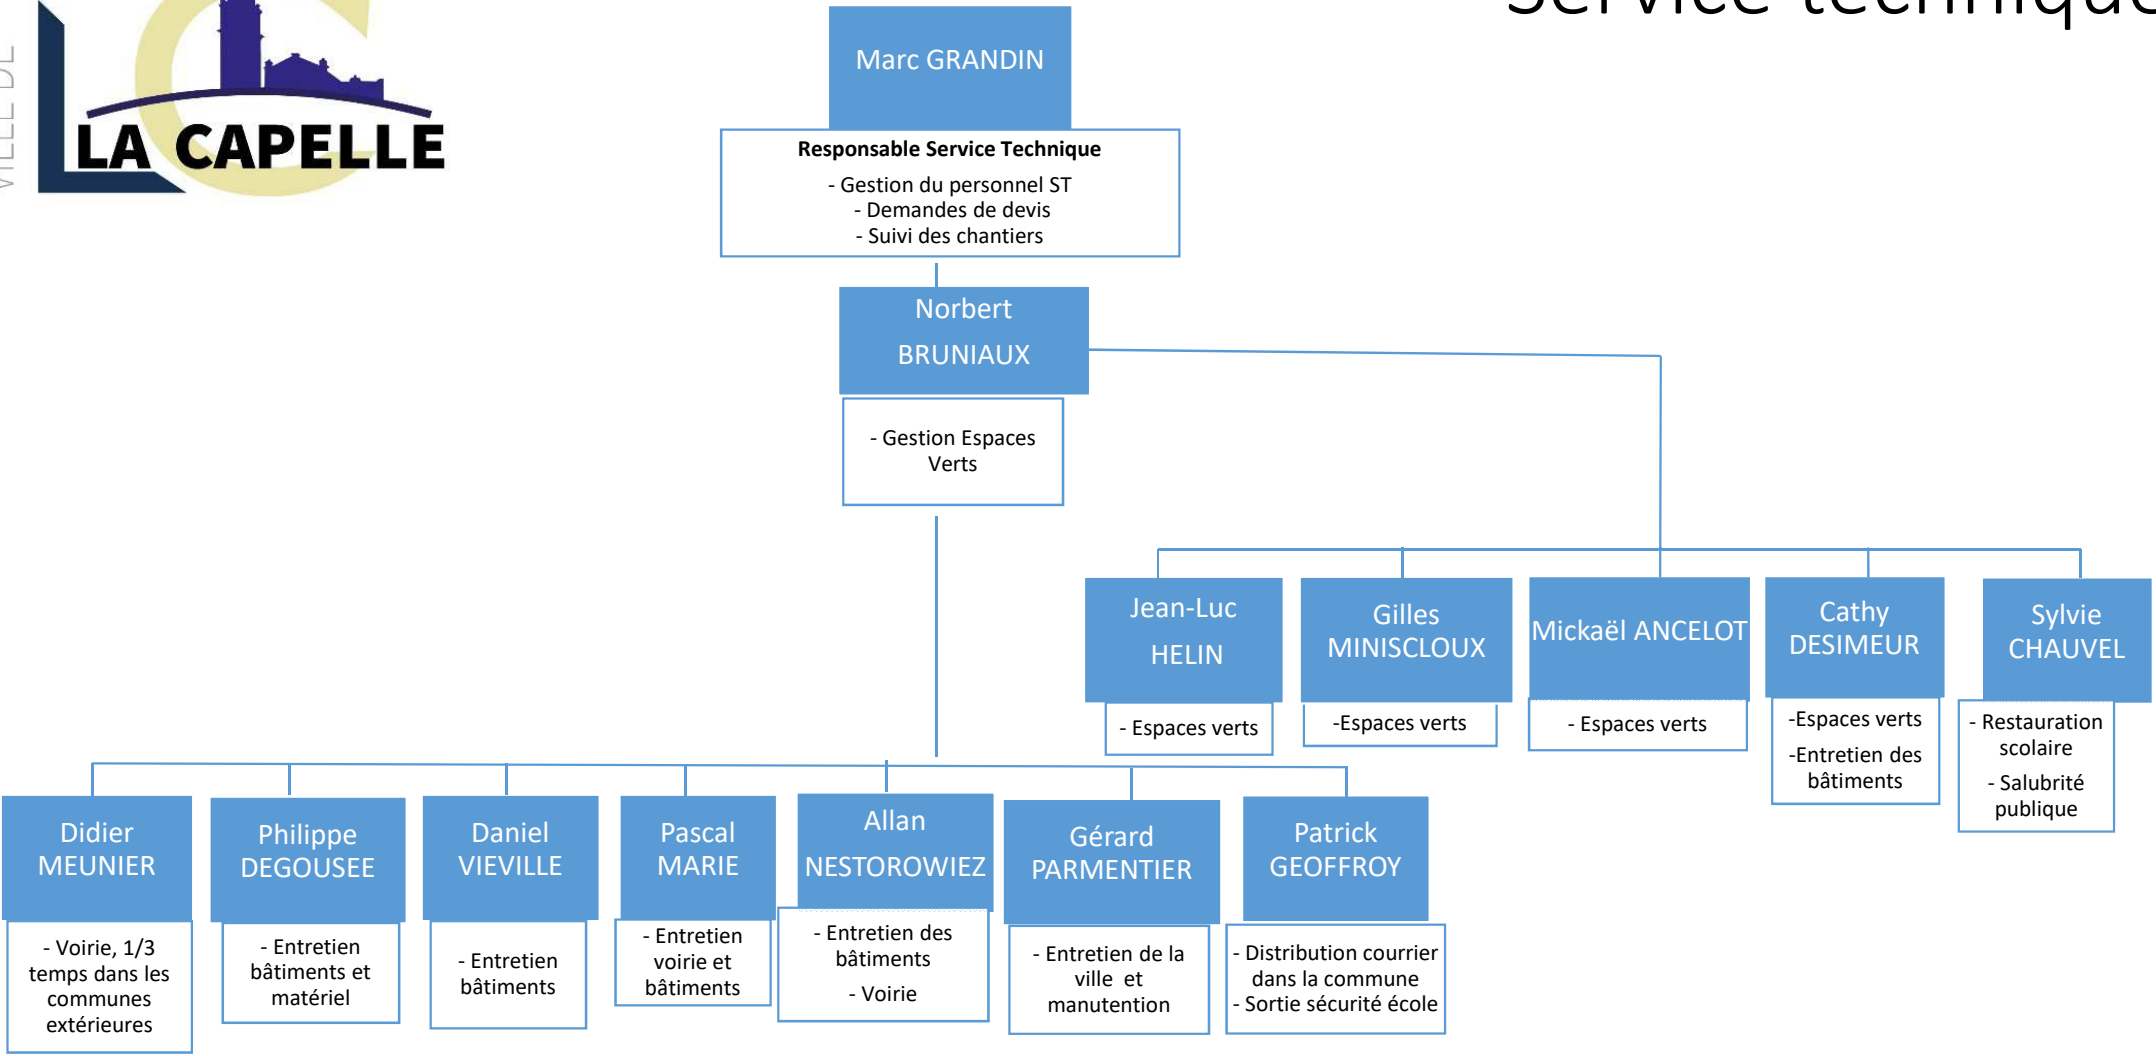 Service technique
VILLE DE
LA CAPELLE
Marc GRANDIN
Responsable Service Technique
- Gestion du personnel ST
- Demandes de devis
- Suivi des chantiers
Norbert
BRUNIAUX
- Gestion Espaces
Verts
Jean-Luc
HELIN
- Espaces verts
Gilles
MINISCLOUX
-Espaces verts
Mickaël ANCELOT
- Espaces verts
Cathy
DESIMEUR
-Espaces verts
-Entretien des
bâtiments
Sylvie
CHAUVEL
- Restauration
scolaire
- Salubrité
publique
Didier
MEUNIER
- Voirie, 1/3
temps dans les
communes
extérieures
Philippe
DEGOUSEE
- Entretien
bâtiments et
matériel
Daniel
VIEVILLE
- Entretien
bâtiments
Pascal
MARIE
- Entretien
voirie et
bâtiments
Allan
NESTOROWIEZ
- Entretien des
bâtiments
- Voirie
Gérard
PARMENTIER
- Entretien de la
ville et
manutention
Patrick
GEOFFROY
- Distribution courrier
dans la commune
- Sortie sécurité école